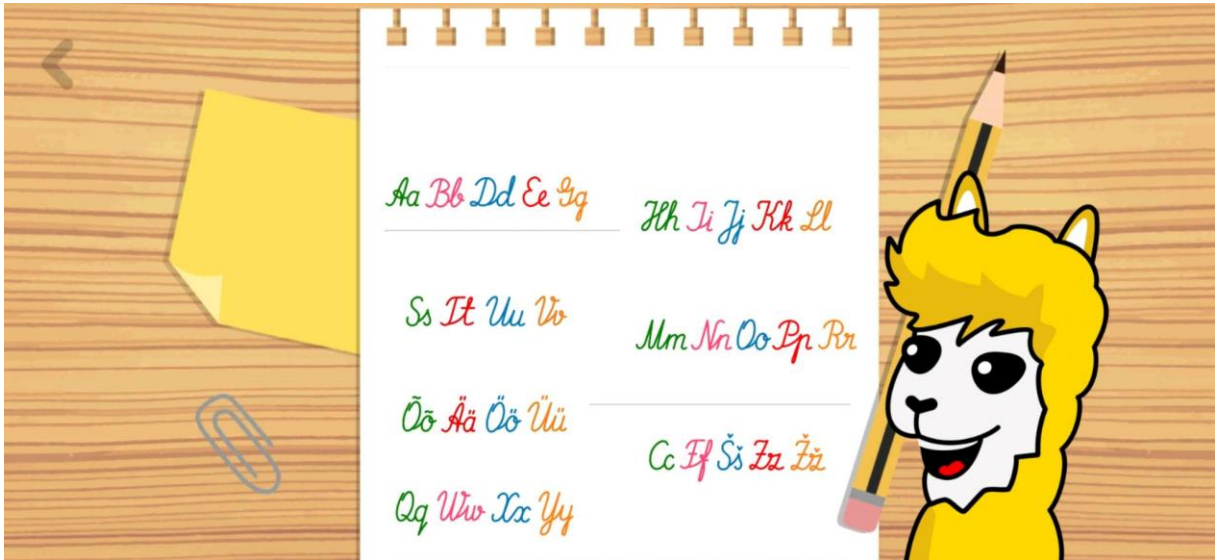 Aa Bb Dd Ee Gg
Hh Ii Jj Kk Ll
Ss Tt Uu Vv
Mm Nn Oo Pp Rr
Õõ Ää Öö Üü
Cc Ff Šš Zz Žž
Qq Ww Xx Yy